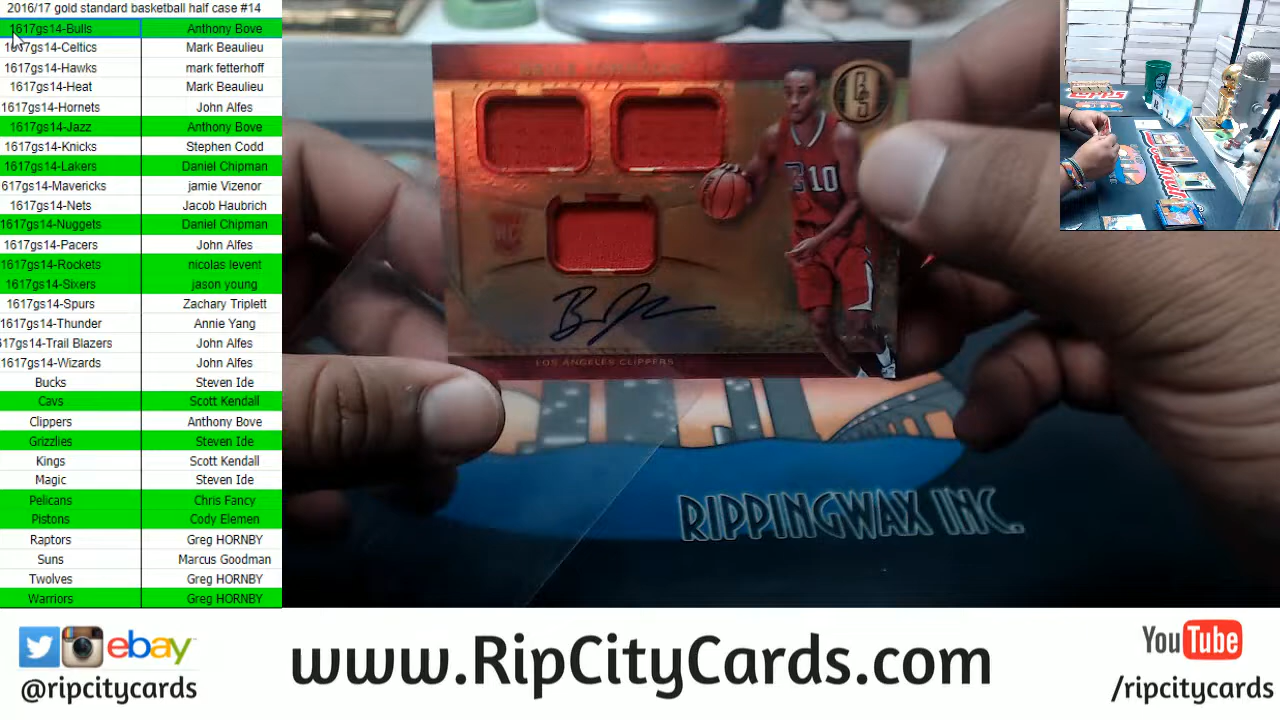 2016/17 gold standard basketball half case #14
1617gs14-Bulls Anthony Bove
1617gs14-Celtics Mark Beaulieu
1617gs14-Hawks mark fetterhoff
1617gs14-Heat Mark Beaulieu
1617gs14-Hornets John Alfes
1617gs14-Jazz Anthony Bove
1617gs14-Knicks Stephen Codd
1617gs14-Lakers Daniel Chipman
617gs14-Mavericks jamie Vizenor
1617gs14-Nets Jacob Haubrich
1617gs14-Nuggets Daniel Chipman
1617gs14-Pacers John Alfes
1617gs14-Rockets nicolas levent
1617gs14-Sixers jason young
1617gs14-Spurs Zachary Triplett
1617gs14-Thunder Annie Yang
617gs14-Trail Blazers John Alfes
1617gs14-Wizards John Alfes
Bucks Steven Ide
Cavs Scott Kendall
Clippers Anthony Bove
Grizzlies Steven Ide
Kings Scott Kendall
Magic Steven Ide
Pelicans Chris Fancy
Pistons Cody Elemen
Raptors Greg HORNBY
Suns Marcus Goodman
Twolves Greg HORNBY
Warriors Greg HORNBY
10
RC
LOS ANGELES CLIPPERS
RIPPINGWAX INC.
ebay
@ripcitycards
www.RipCityCards.com
YouTube
/ripcitycards